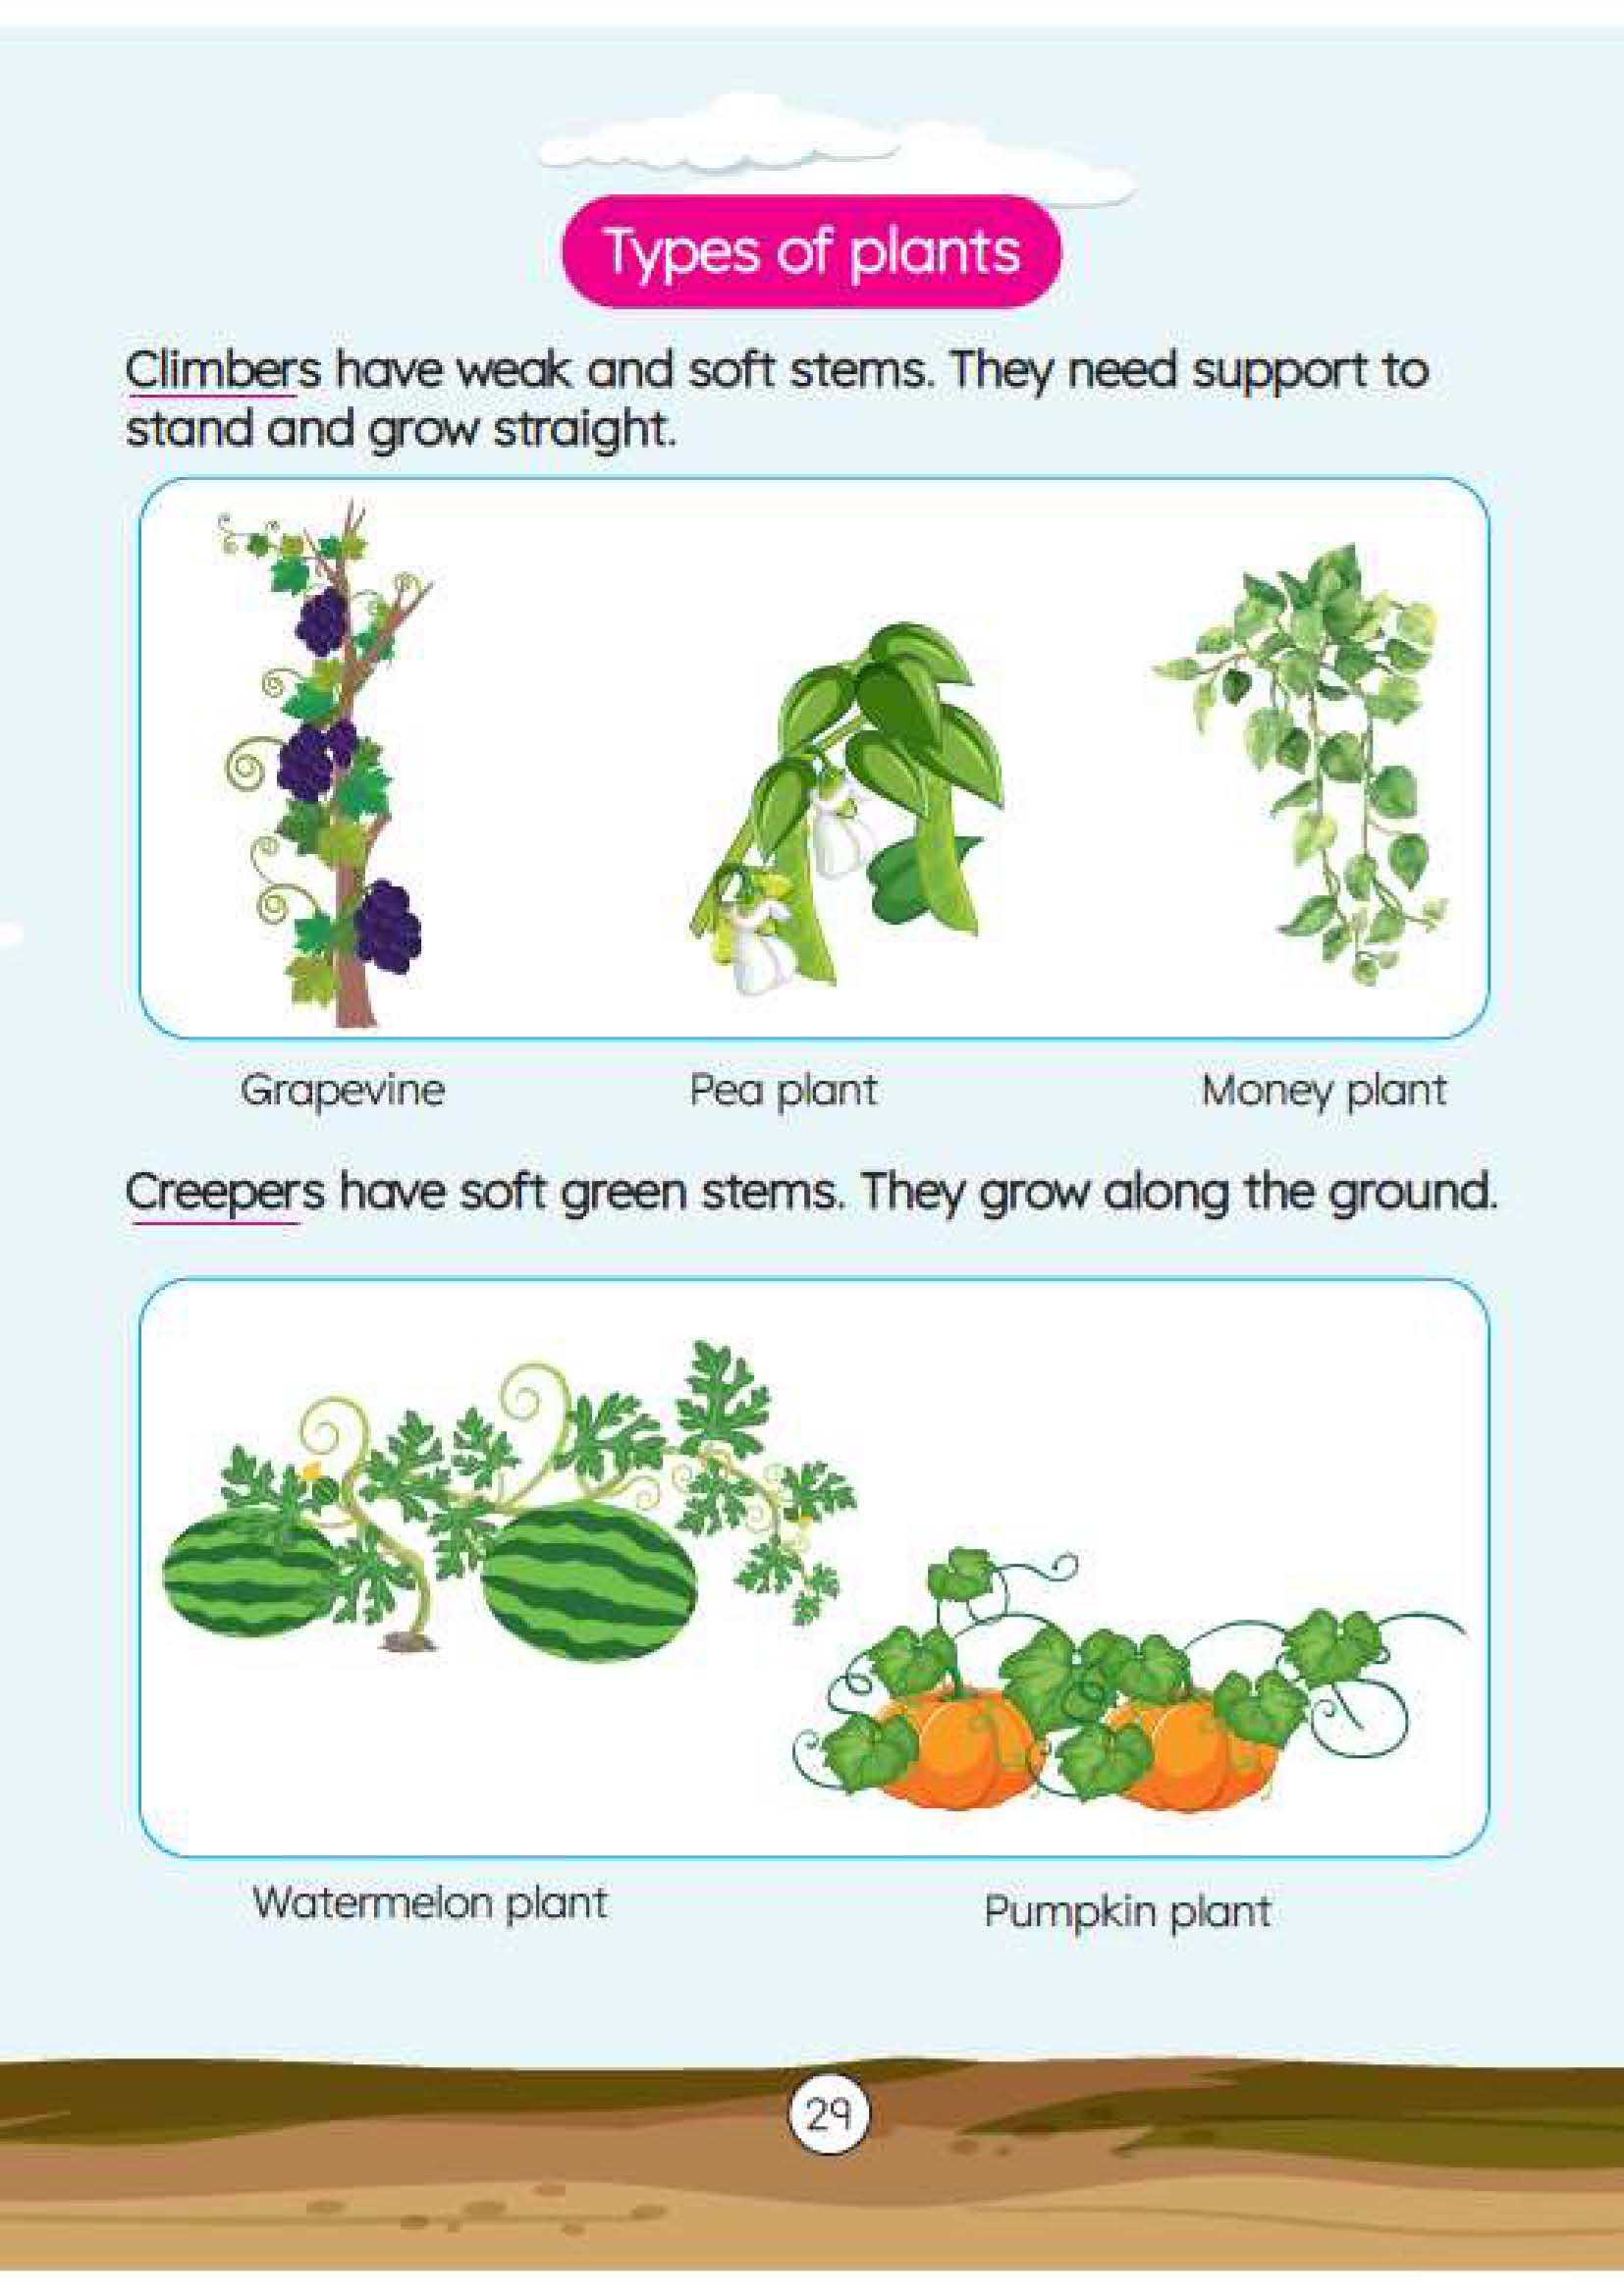 Types of plants
Climbers have weak and soft stems. They need support to
stand and grow straight.
Grapevine
Pea plant
Money plant
Creepers have soft green stems. They grow along the ground.
Watermelon plant
Pumpkin plant
29